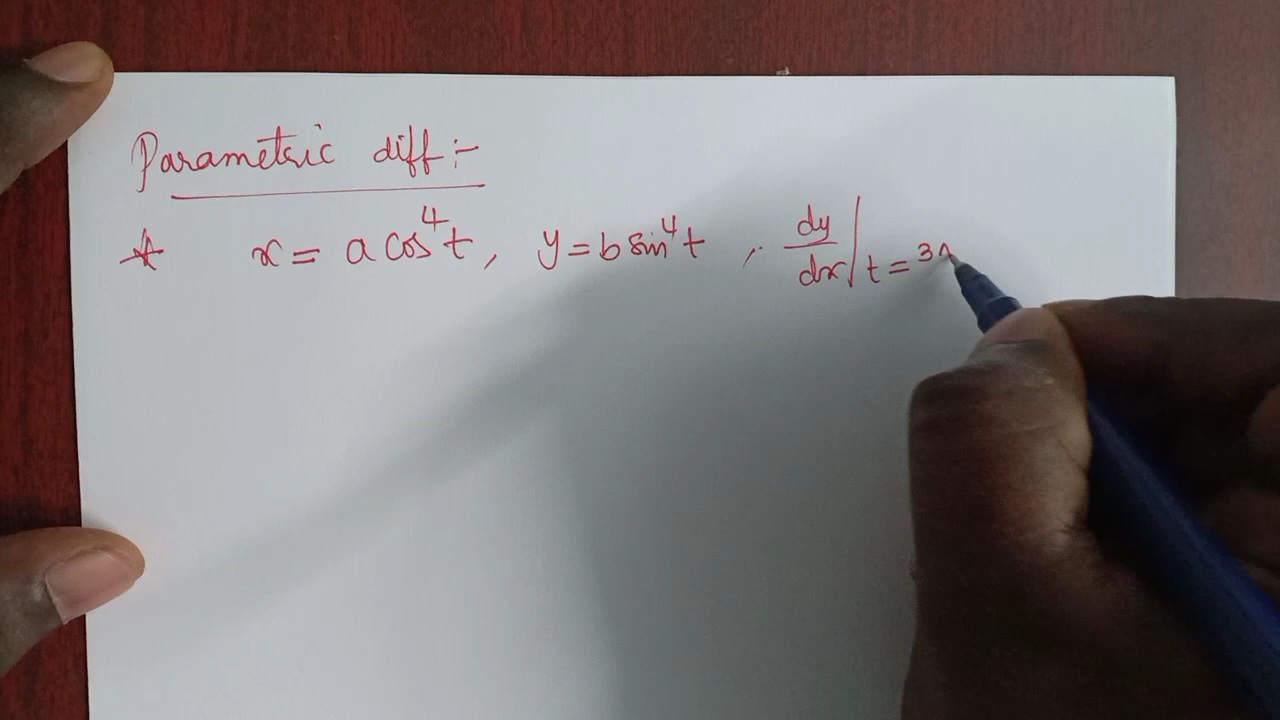 Parametric diff:-
☆ x = a cos⁴t, y = b sin⁴t, dy/dx | t = 3